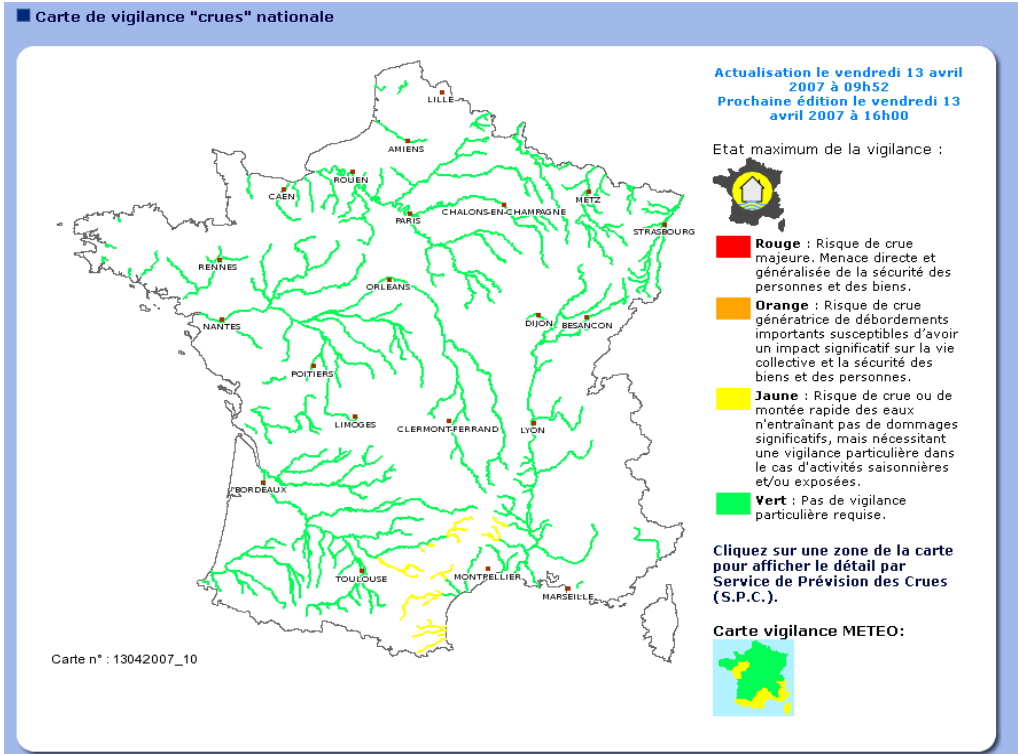 Carte de vigilance "crues" nationale
Actualisation le vendredi 13 avril
2007 à 09h52
Prochaine édition le vendredi 13
avril 2007 à 16h00
Etat maximum de la vigilance :
Rouge : Risque de crue
majeure. Menace directe et
généralisée de la sécurité des
personnes et des biens.
Orange : Risque de crue
génératrice de débordements
importants susceptibles d'avoir
un impact significatif sur la vie
collective et la sécurité des
biens et des personnes.
Jaune : Risque de crue ou de
montée rapide des eaux
n'entraînant pas de dommages
significatifs, mais nécessitant
une vigilance particulière dans
le cas d'activités saisonnières
et/ou exposées.
Vert : Pas de vigilance
particulière requise.
Cliquez sur une zone de la carte
pour afficher le détail par
Service de Prévision des Crues
(S.P.C.).
Carte vigilance METEO:
LILLE
AMIENS
ROUEN
CAEN
METZ
CHALONS-EN-CHAMPAGNE
PARIS
STRASBOURG
RENNES
ORLEANS
NANTES
DIJON
BESANCON
POITIERS
LIMOGES
CLERMONT-FERRAND
LYON
BORDEAUX
TOULOUSE
MONTPELLIER
MARSEILLE
Carte n° : 13042007_10